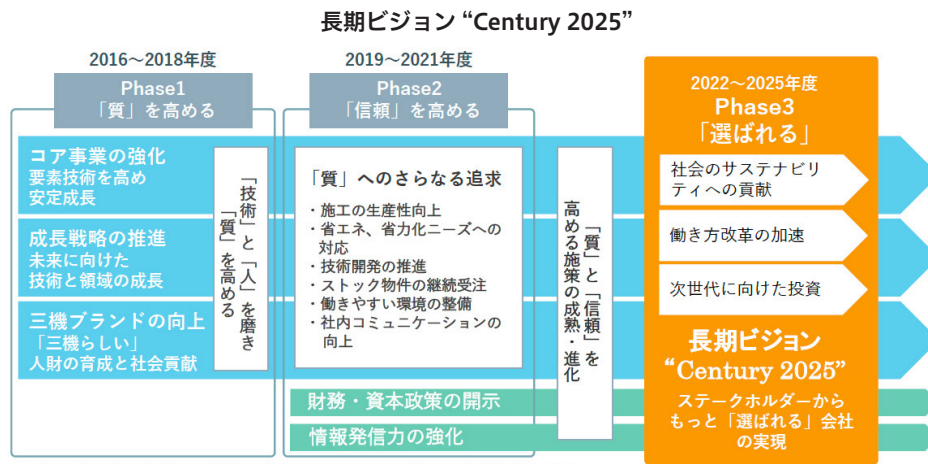 長期ビジョン “Century 2025”
2016～2018年度
Phase1
「質」を高める
コア事業の強化
要素技術を高め
安定成長
成長戦略の推進
未来に向けた
技術と領域の成長
三機ブランドの向上
「三機らしい」
人財の育成と社会貢献
「技術」と「人」を磨き
「質」を高める
2019～2021年度
Phase2
「信頼」を高める
「質」へのさらなる追求
・施工の生産性向上
・省エネ、省力化ニーズへの
対応
・技術開発の推進
・ストック物件の継続受注
・働きやすい環境の整備
・社内コミュニケーションの
向上
財務・資本政策の開示
情報発信力の強化
「質」と「信頼」を
高める施策の成熟・進化
2022～2025年度
Phase3
「選ばれる」
社会のサステナビリ
ティへの貢献
働き方改革の加速
次世代に向けた投資
長期ビジョン
“Century 2025”
ステークホルダーから
もっと「選ばれる」会社
の実現